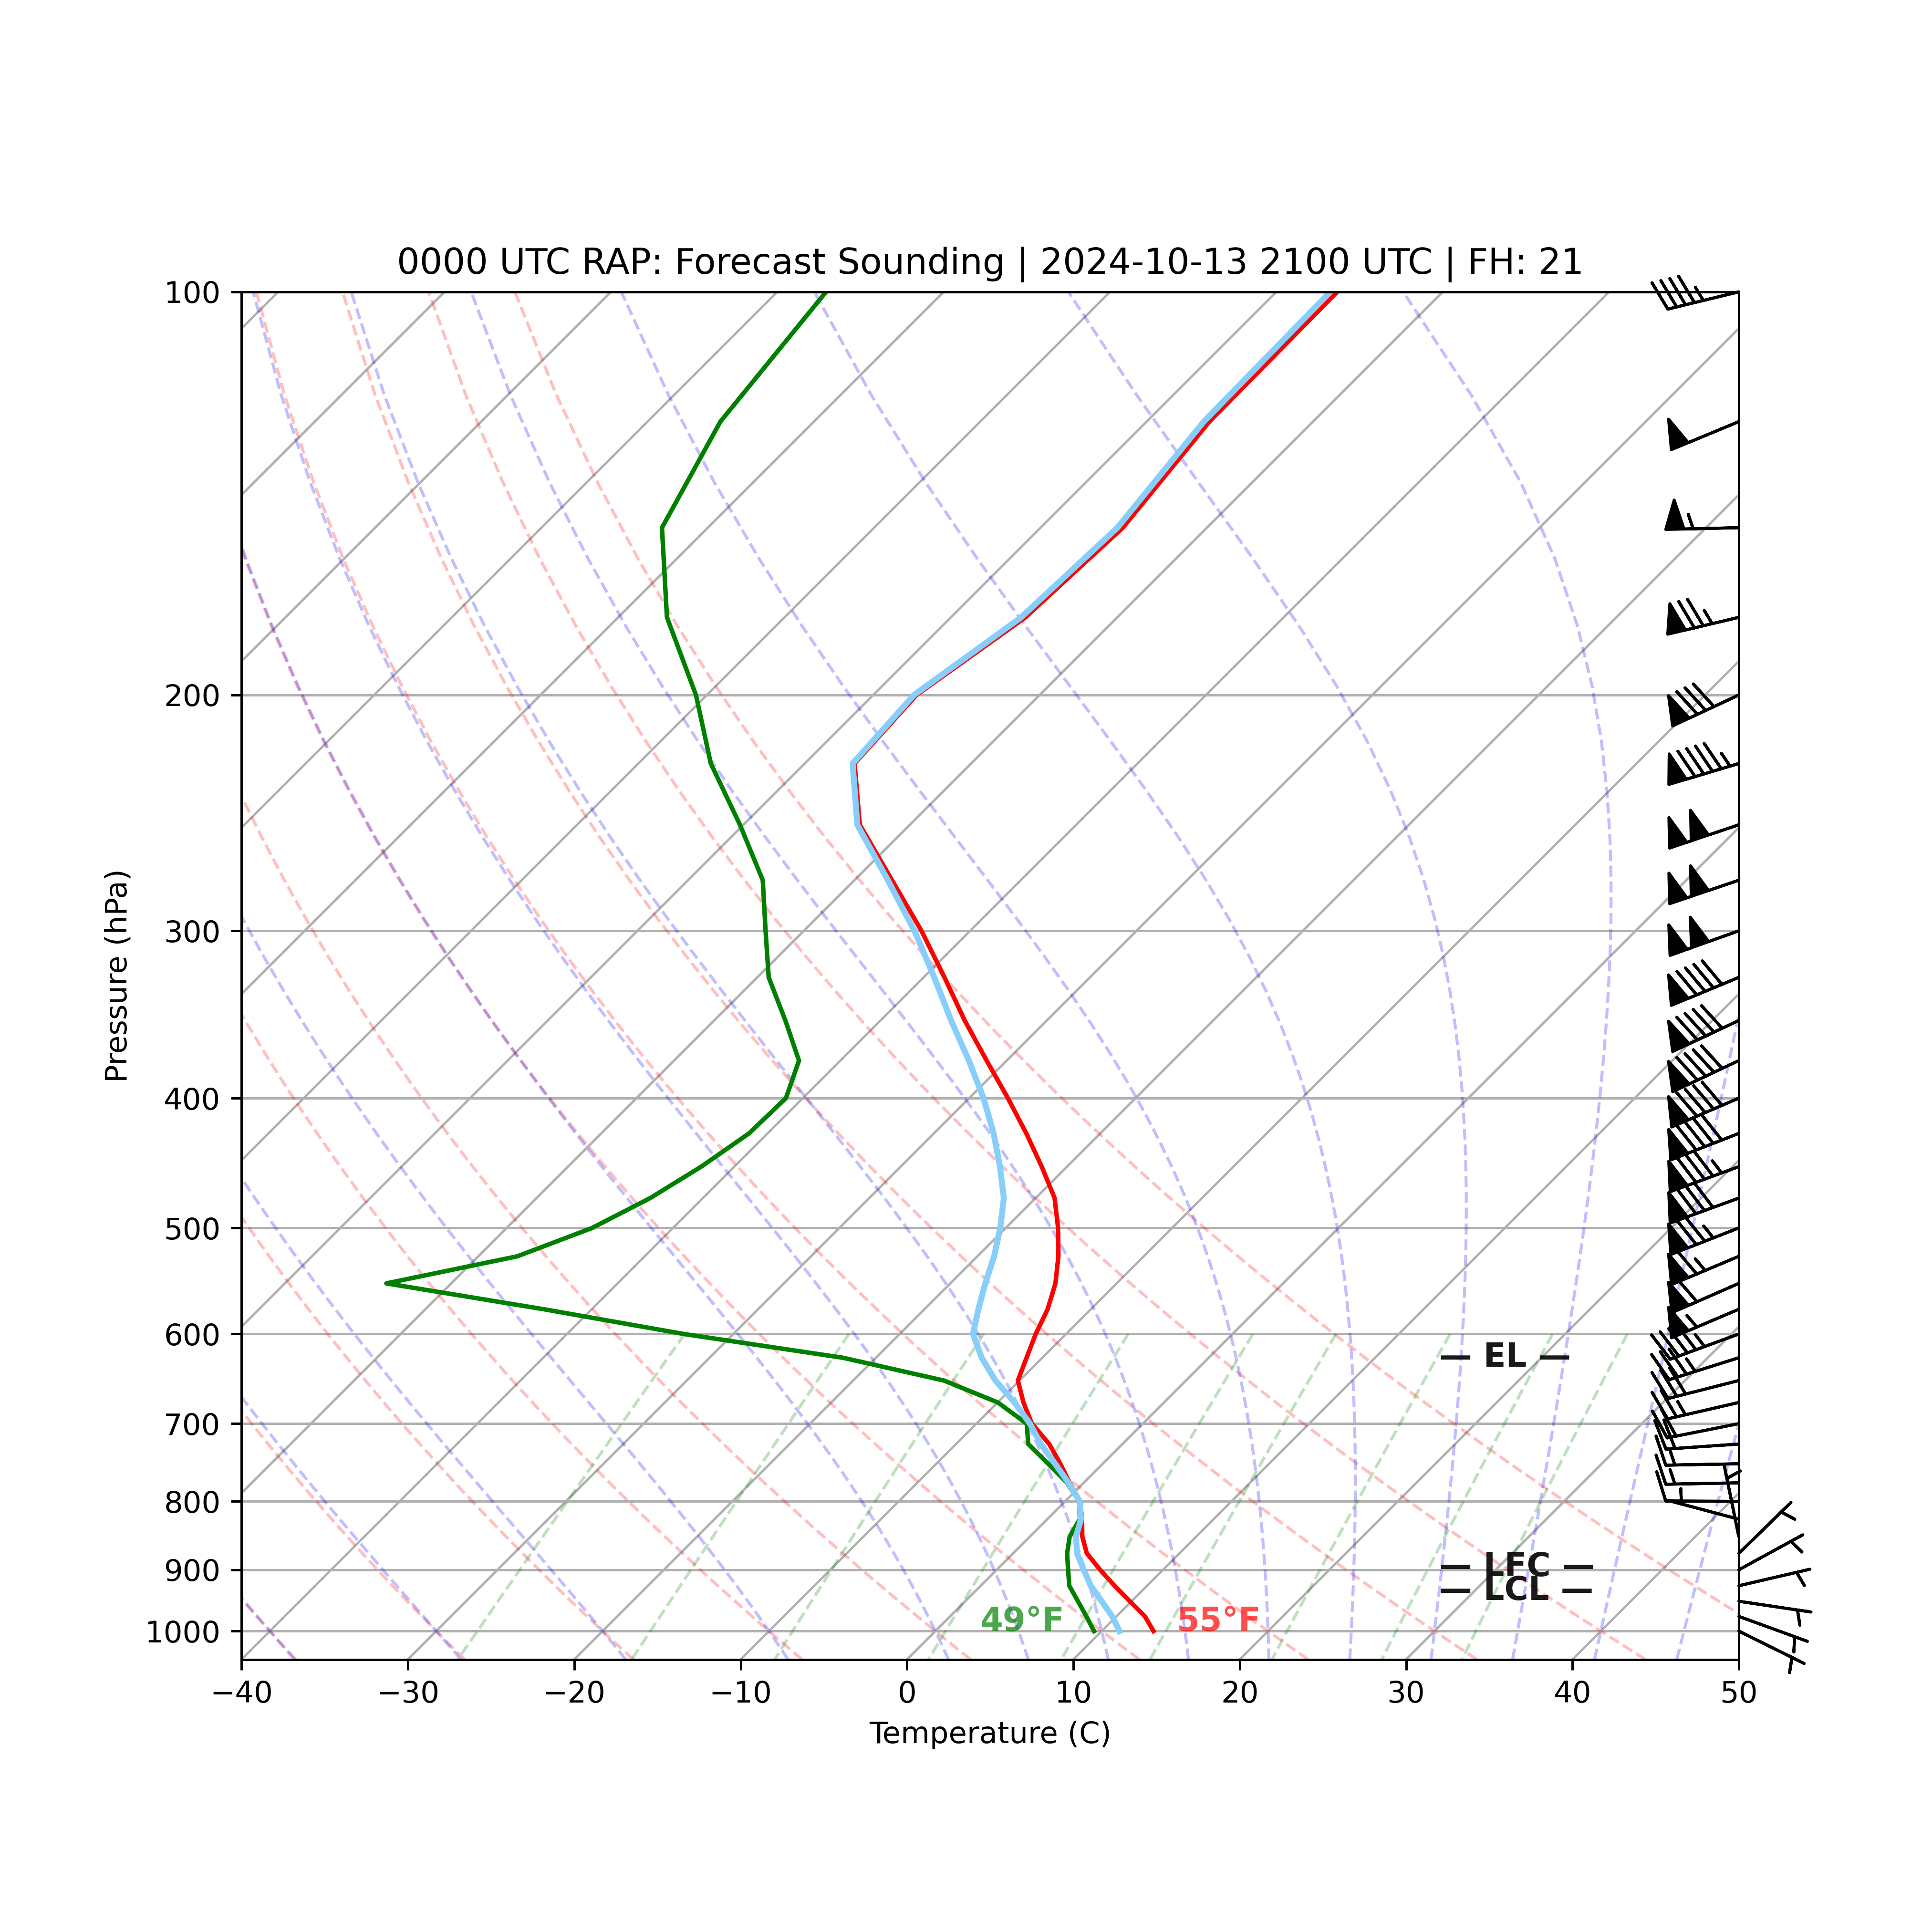 0000 UTC RAP: Forecast Sounding | 2024-10-13 2100 UTC | FH: 21
100
200
300
400
500
600
700
800
900
1000
Pressure (hPa)
— EL —
— LFC —
— LCL —
49°F 55°F
−40 −30 −20 −10 0 10 20 30 40 50
Temperature (C)